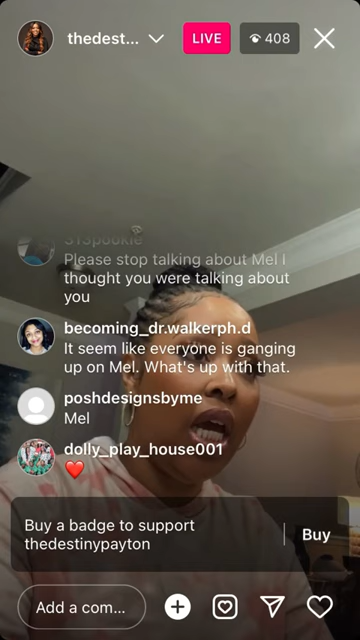 thedest...
LIVE
408
313pookie
Please stop talking about Mel I
thought you were talking about
you
becoming_dr.walkerph.d
It seem like everyone is ganging
up on Mel. What's up with that.
poshdesignsbyme
Mel
dolly_play_house001
❤️
Buy a badge to support
thedestinypayton
Buy
Add a com...